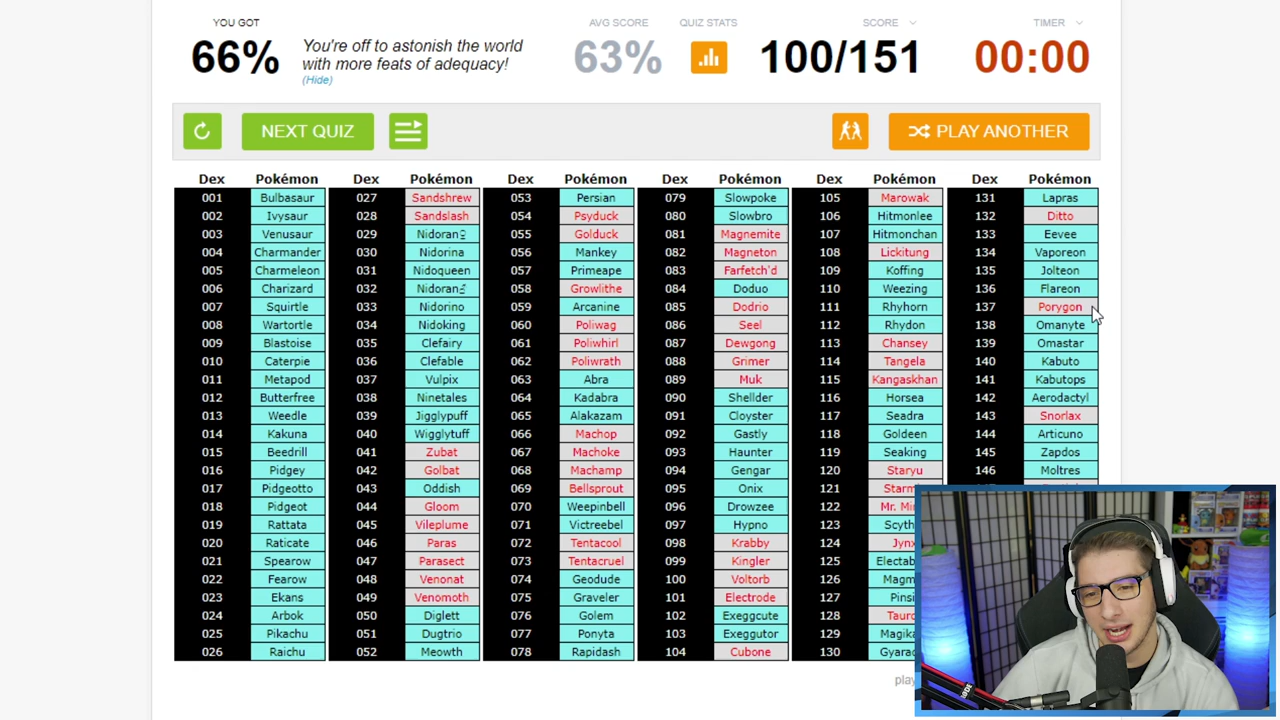 YOU GOT
66%
You're off to astonish the world
with more feats of adequacy!
(Hide)
AVG SCORE
63%
QUIZ STATS
SCORE
100/151
TIMER
00:00
NEXT QUIZ
PLAY ANOTHER
Dex Pokémon Dex Pokémon Dex Pokémon Dex Pokémon Dex Pokémon Dex Pokémon
001 Bulbasaur 027 Sandshrew 053 Persian 079 Slowpoke 105 Marowak 131 Lapras
002 Ivysaur 028 Sandslash 054 Psyduck 080 Slowbro 106 Hitmonlee 132 Ditto
003 Venusaur 029 Nidoran♀ 055 Golduck 081 Magnemite 107 Hitmonchan 133 Eevee
004 Charmander 030 Nidorina 056 Mankey 082 Magneton 108 Lickitung 134 Vaporeon
005 Charmeleon 031 Nidoqueen 057 Primeape 083 Farfetch'd 109 Koffing 135 Jolteon
006 Charizard 032 Nidoran♂ 058 Growlithe 084 Doduo 110 Weezing 136 Flareon
007 Squirtle 033 Nidorino 059 Arcanine 085 Dodrio 111 Rhyhorn 137 Porygon
008 Wartortle 034 Nidoking 060 Poliwag 086 Seel 112 Rhydon 138 Omanyte
009 Blastoise 035 Clefairy 061 Poliwhirl 087 Dewgong 113 Chansey 139 Omastar
010 Caterpie 036 Clefable 062 Poliwrath 088 Grimer 114 Tangela 140 Kabuto
011 Metapod 037 Vulpix 063 Abra 089 Muk 115 Kangaskhan 141 Kabutops
012 Butterfree 038 Ninetales 064 Kadabra 090 Shellder 116 Horsea 142 Aerodactyl
013 Weedle 039 Jigglypuff 065 Alakazam 091 Cloyster 117 Seadra 143 Snorlax
014 Kakuna 040 Wigglytuff 066 Machop 092 Gastly 118 Goldeen 144 Articuno
015 Beedrill 041 Zubat 067 Machoke 093 Haunter 119 Seaking 145 Zapdos
016 Pidgey 042 Golbat 068 Machamp 094 Gengar 120 Staryu 146 Moltres
017 Pidgeotto 043 Oddish 069 Bellsprout 095 Onix 121 Starm
018 Pidgeot 044 Gloom 070 Weepinbell 096 Drowzee 122 Mr. Mi
019 Rattata 045 Vileplume 071 Victreebel 097 Hypno 123 Scyth
020 Raticate 046 Paras 072 Tentacool 098 Krabby 124 Jynx
021 Spearow 047 Parasect 073 Tentacruel 099 Kingler 125 Electab
022 Fearow 048 Venonat 074 Geodude 100 Voltorb 126 Magm
023 Ekans 049 Venomoth 075 Graveler 101 Electrode 127 Pinsi
024 Arbok 050 Diglett 076 Golem 102 Exeggcute 128 Tauro
025 Pikachu 051 Dugtrio 077 Ponyta 103 Exeggutor 129 Magika
026 Raichu 052 Meowth 078 Rapidash 104 Cubone 130 Gyarad
play